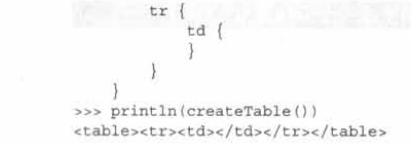 tr {
td {
}
}
}
>>> println(createTable())
<table><tr><td></td></tr></table>